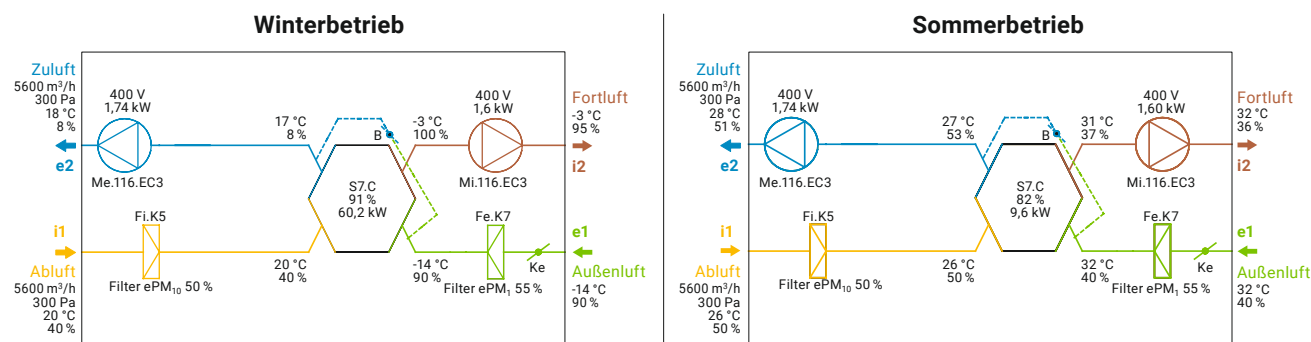 Winterbetrieb
Zuluft
5600 m³/h
300 Pa
18 °C
8 %
e2
400 V
1,74 kW
Me.116.EC3
17 °C
8 %
B
-3 °C
100 %
400 V
1,6 kW
Mi.116.EC3
Fortluft
-3 °C
95 %
i2
S7.C
91 %
60,2 kW
i1
Abluft
5600 m³/h
300 Pa
20 °C
40 %
Fi.K5
Filter ePM₁₀ 50 %
20 °C
40 %
-14 °C
90 %
Fe.K7
Filter ePM₁ 55 %
Ke
e1
Außenluft
-14 °C
90 %
Sommerbetrieb
Zuluft
5600 m³/h
300 Pa
28 °C
51 %
e2
400 V
1,74 kW
Me.116.EC3
27 °C
53 %
B
31 °C
37 %
400 V
1,60 kW
Mi.116.EC3
Fortluft
32 °C
36 %
i2
S7.C
82 %
9,6 kW
i1
Abluft
5600 m³/h
300 Pa
26 °C
50 %
Fi.K5
Filter ePM₁₀ 50 %
26 °C
50 %
32 °C
40 %
Fe.K7
Filter ePM₁ 55 %
Ke
e1
Außenluft
32 °C
40 %